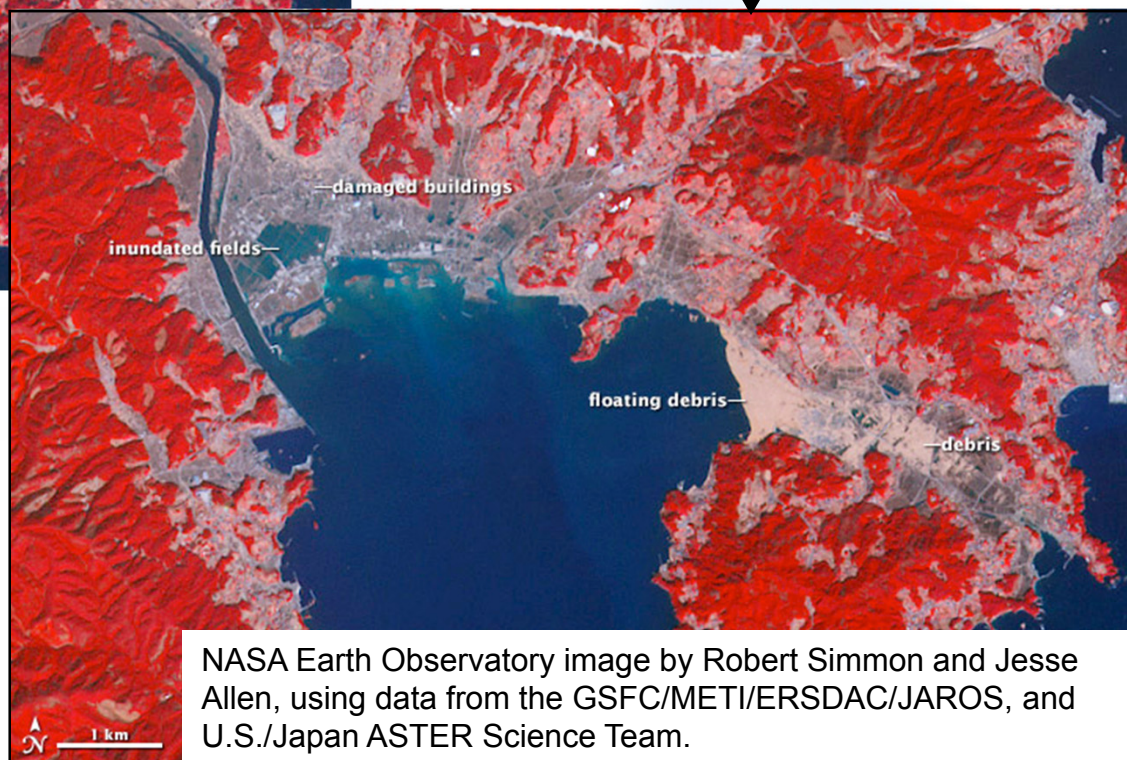 damaged buildings
inundated fields
floating debris
debris
NASA Earth Observatory image by Robert Simmon and Jesse
Allen, using data from the GSFC/METI/ERSDAC/JAROS, and
U.S./Japan ASTER Science Team.
N
1 km